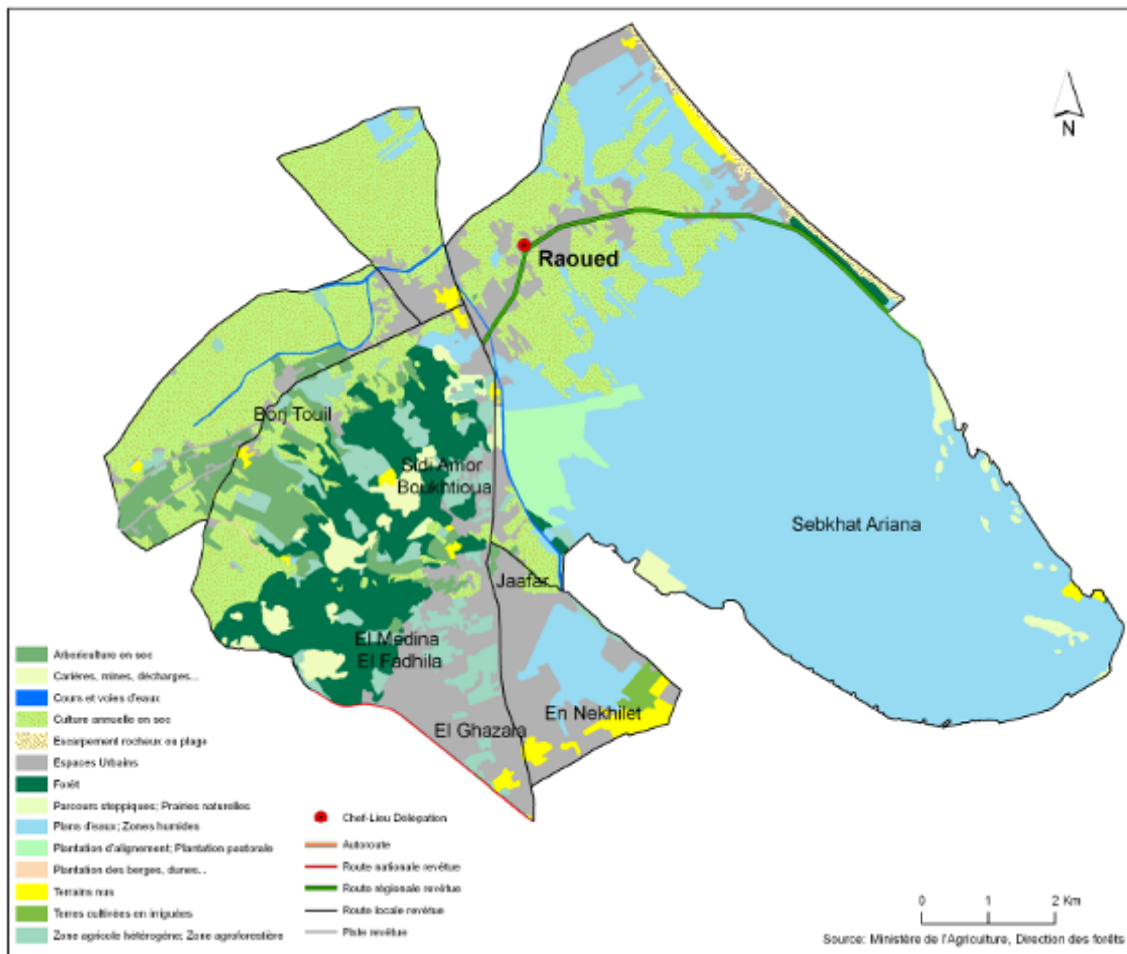 N
Raoued
Borj Touil
Sidi Amor
Boukhtioua
Sebkhat Ariana
Jaafar
El Medina
El Fadhila
En Nekhilet
El Ghazara
Arboriculture en sec
Carières, mines, décharges...
Cours et voies d'eaux
Culture annuelle en sec
Escarpement rocheux ou plage
Espaces Urbains
Forêt
Parcours steppiques; Prairies naturelles
Plans d'eaux; Zones humides
Plantation d'alignement; Plantation pastorale
Plantation des berges, dunes...
Terrains nus
Terres cultivées en irriguées
Zone agricole hétérogène; Zone agroforestière
Chef-Lieu Délégation
Autoroute
Route nationale revêtue
Route régionale revêtue
Route locale revêtue
Piste revêtue
0 1 2 Km
Source: Ministère de l'Agriculture, Direction des forêts